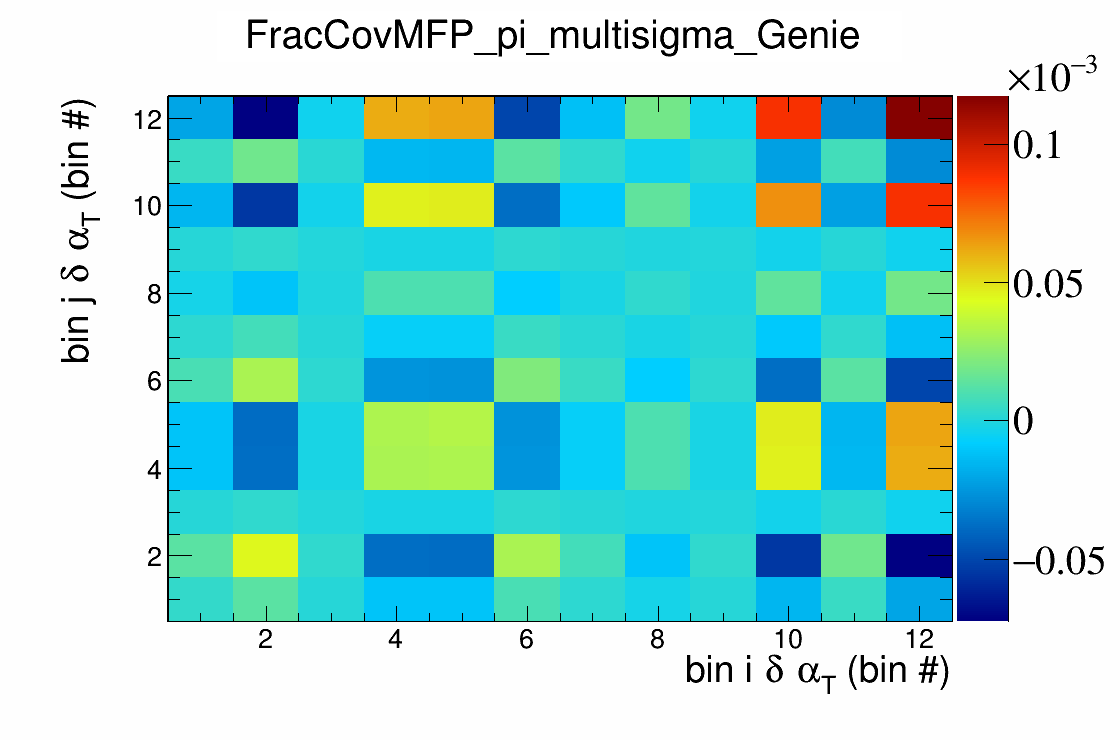 FracCovMFP_pi_multisigma_Genie
×10⁻³
bin j δ α_T (bin #)
12
10
8
6
4
2
0.1
0.05
0
−0.05
2 4 6 8 10 12
bin i δ α_T (bin #)